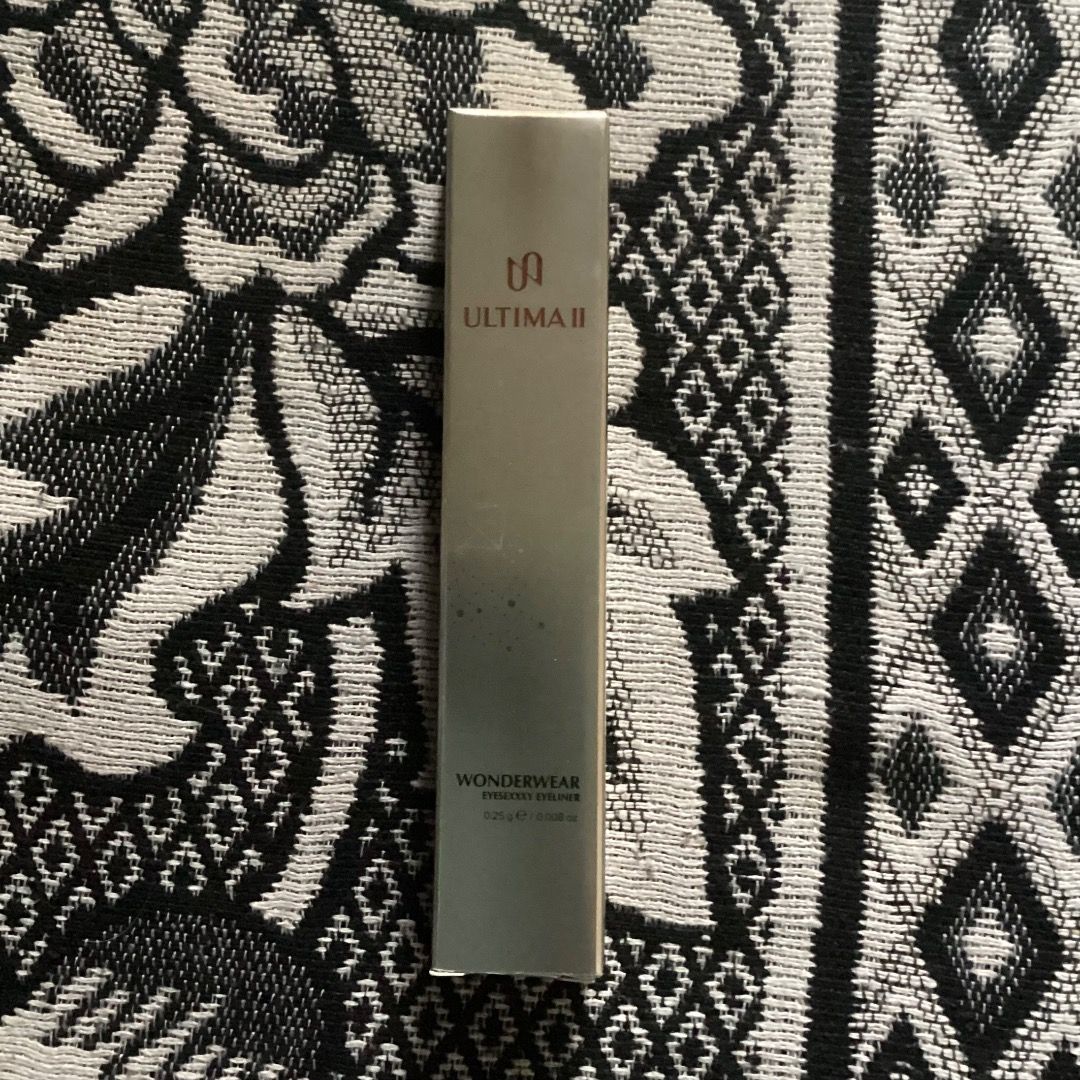 ULTIMA II
WONDERWEAR
EYESEXXXY EYELINER
0.25 g ℮ / 0.008 oz